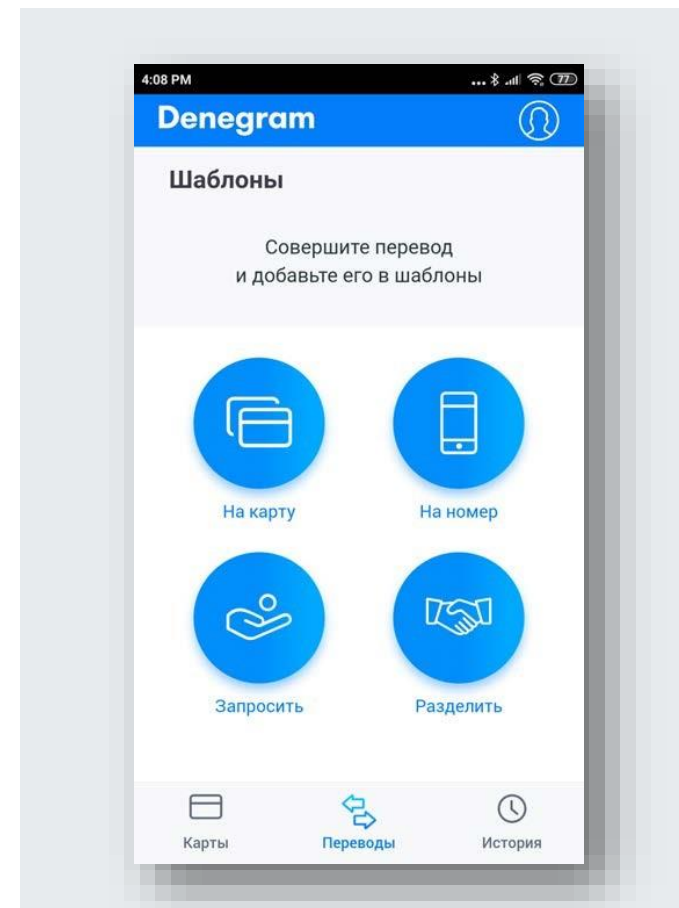 4:08 PM
77
Denegram
Шаблоны
Совершите перевод
и добавьте его в шаблоны
На карту
На номер
Запросить
Разделить
Карты
Переводы
История